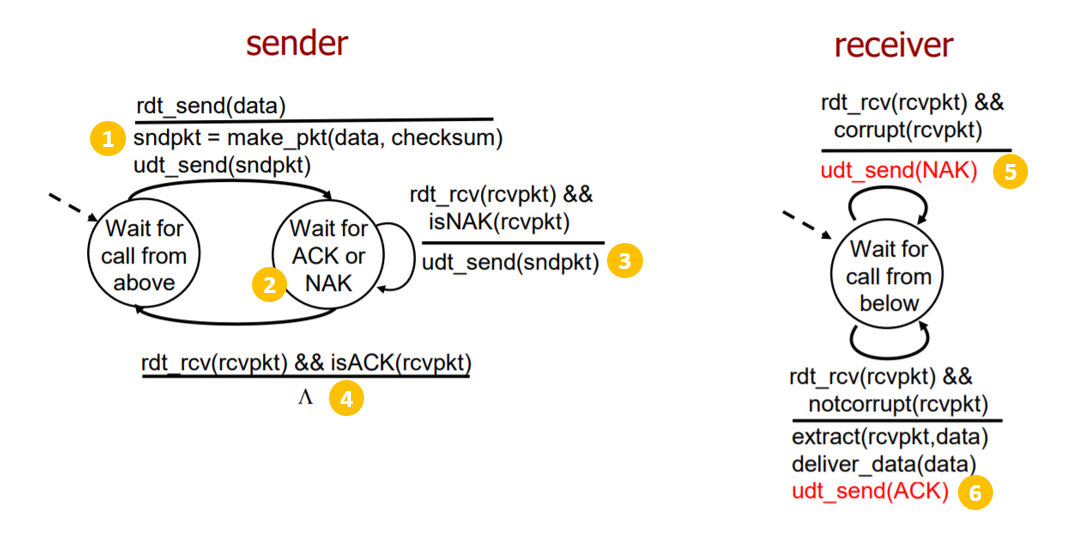 sender
rdt_send(data)
1
sndpkt = make_pkt(data, checksum)
udt_send(sndpkt)
Wait for
call from
above
Wait for
ACK or
NAK
2
rdt_rcv(rcvpkt) &&
isNAK(rcvpkt)
udt_send(sndpkt)
3
rdt_rcv(rcvpkt) && isACK(rcvpkt)
Λ
4
receiver
rdt_rcv(rcvpkt) &&
corrupt(rcvpkt)
udt_send(NAK)
5
Wait for
call from
below
rdt_rcv(rcvpkt) &&
notcorrupt(rcvpkt)
extract(rcvpkt,data)
deliver_data(data)
udt_send(ACK)
6